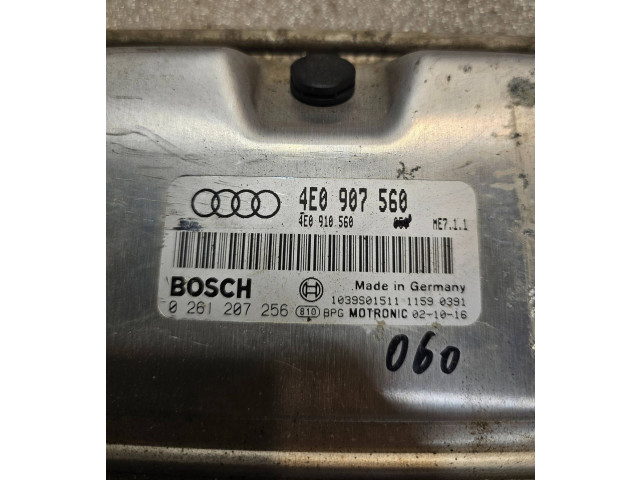 4E0 907 560
4E0 910 560 ME7.1.1
BOSCH
Made in Germany
1039S01511 1159 0391
0 261 207 256 810 BPG MOTRONIC 02-10-16
060